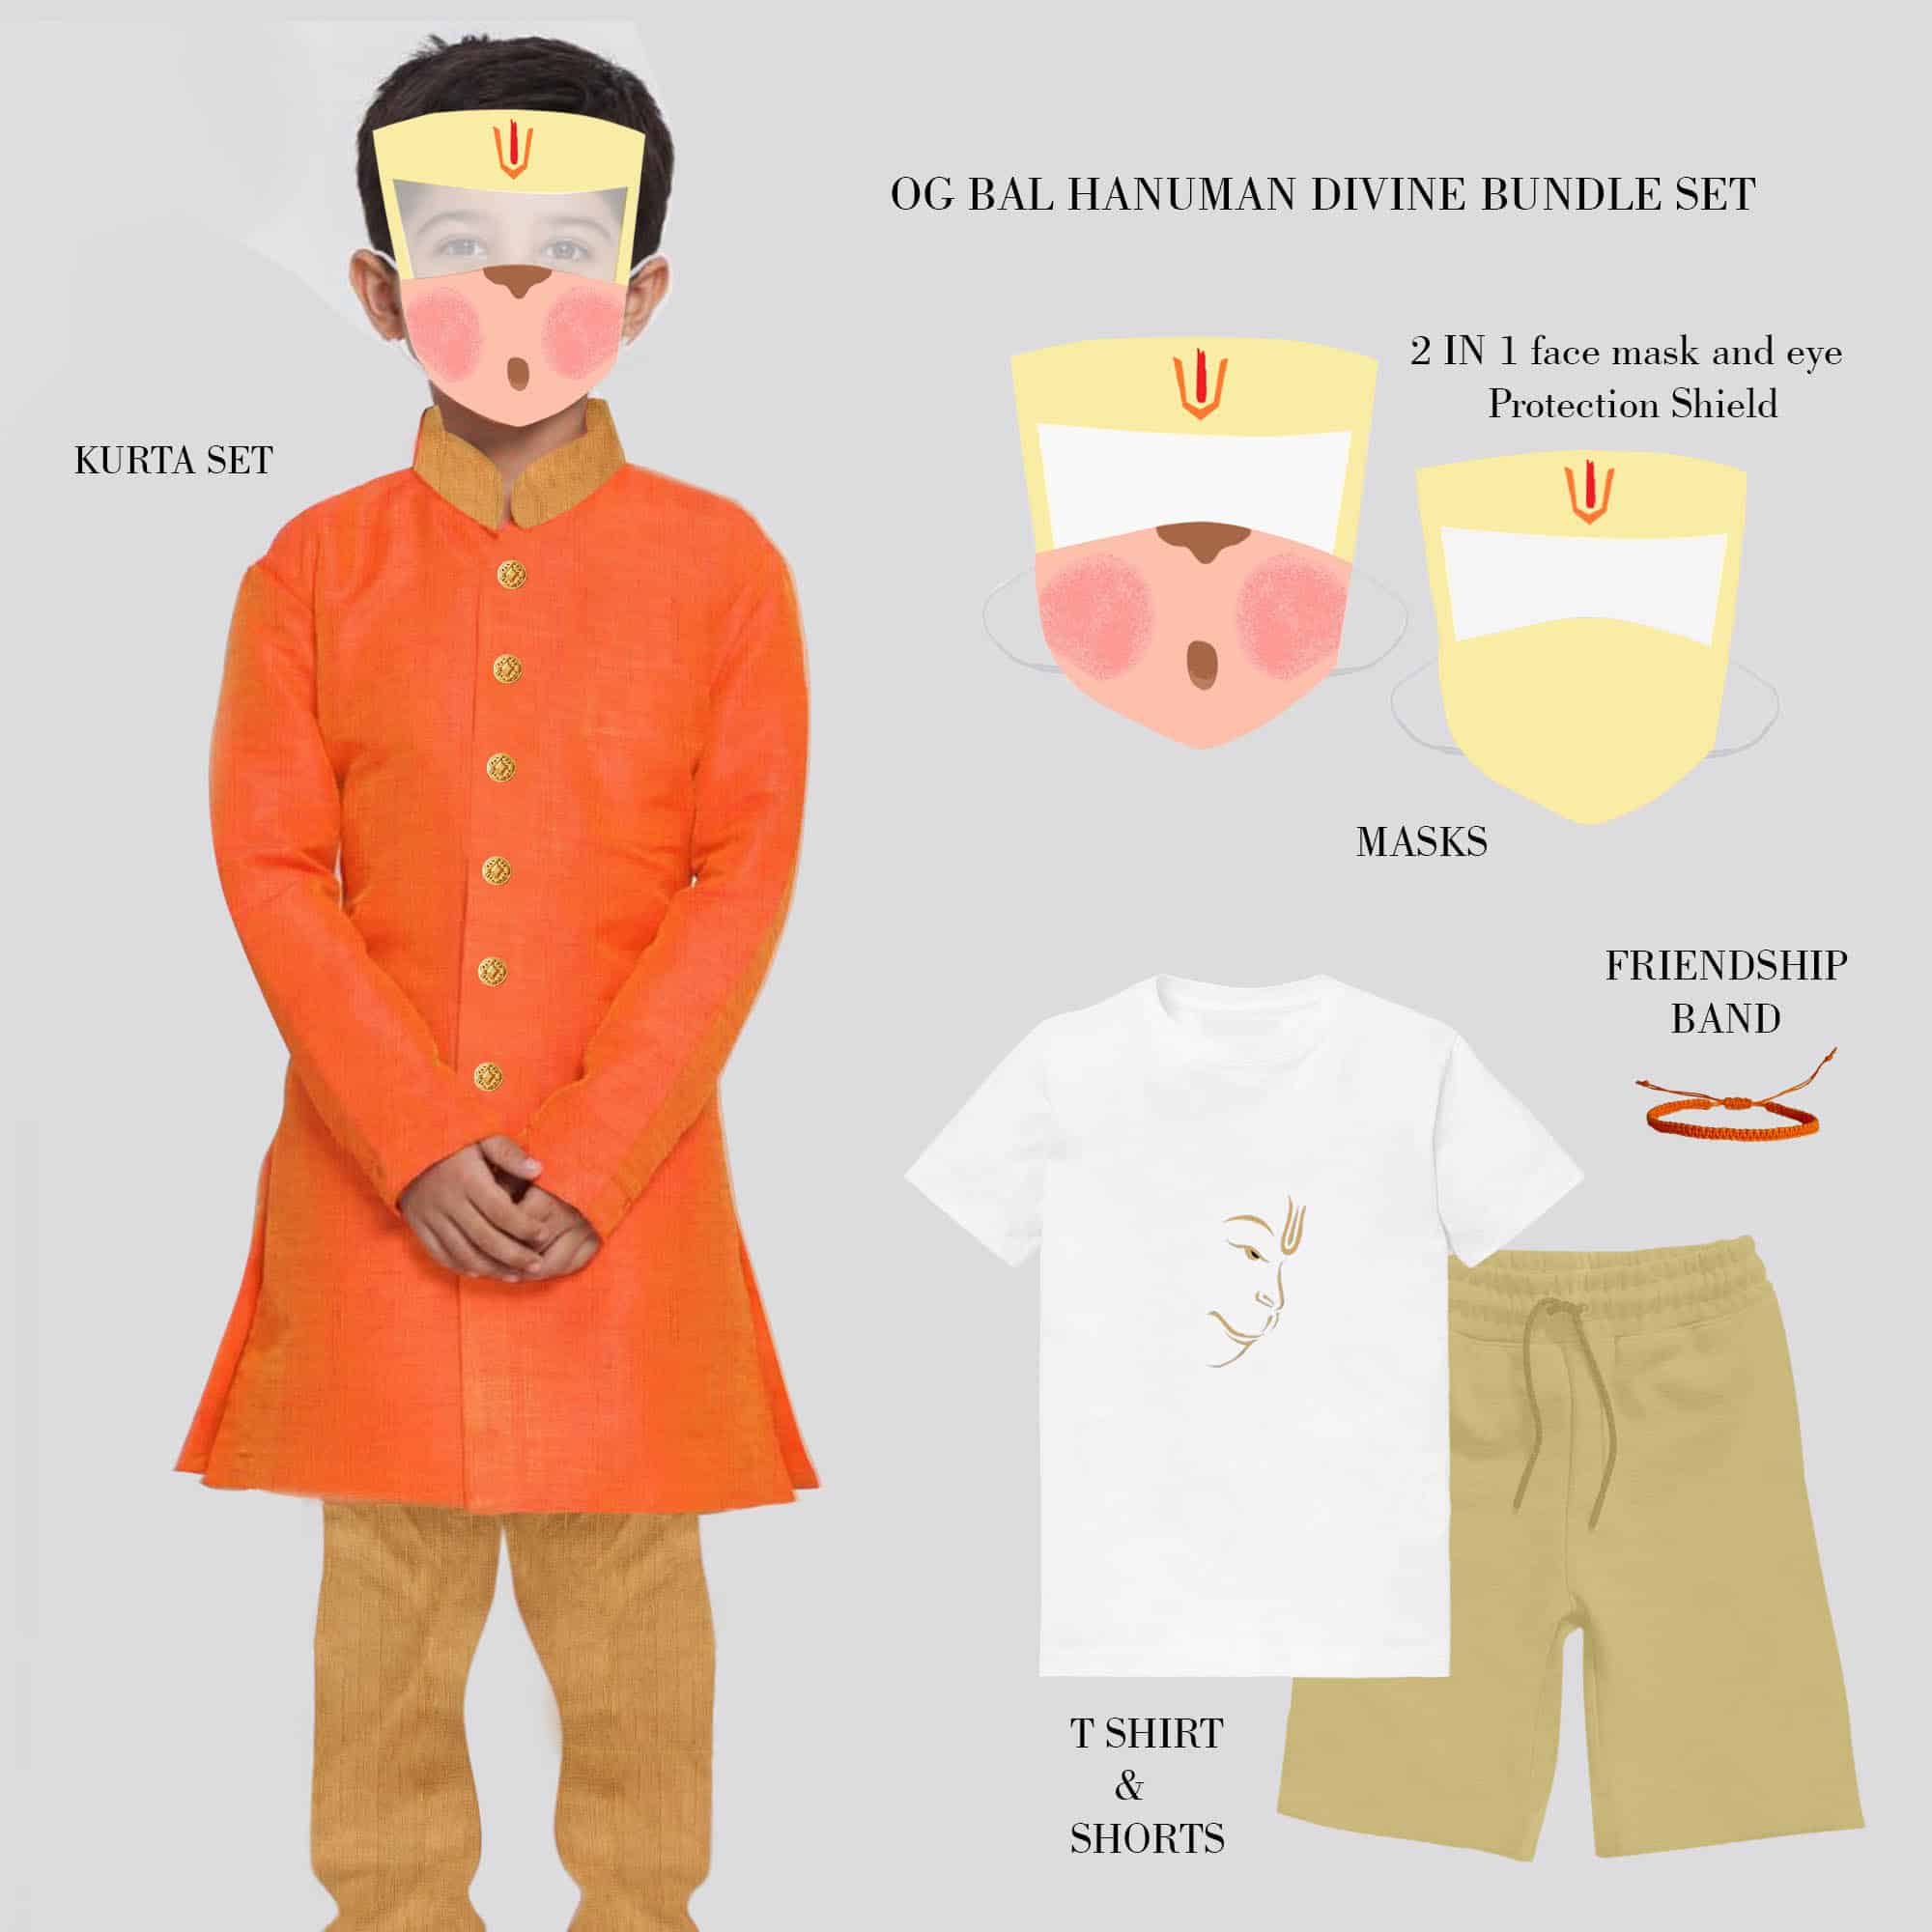 OG BAL HANUMAN DIVINE BUNDLE SET
2 IN 1 face mask and eye
Protection Shield
KURTA SET
MASKS
FRIENDSHIP
BAND
T SHIRT
&
SHORTS